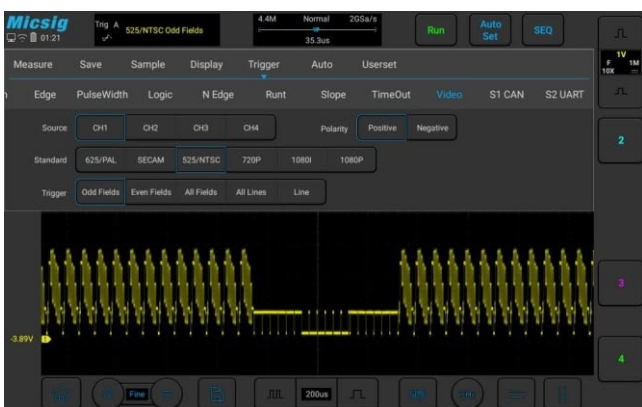 Micsig
Trig A
525/NTSC Odd Fields
4.4M Normal 2GSa/s
35.3us
Run
Auto Set
SEQ
01:21
Measure Save Sample Display Trigger Auto Userset
Edge PulseWidth Logic N Edge Runt Slope TimeOut Video S1 CAN S2 UART
Source CH1 CH2 CH3 CH4 Polarity Positive Negative
Standard 625/PAL SECAM 525/NTSC 720P 1080I 1080P
Trigger Odd Fields Even Fields All Fields All Lines Line
1V
F 1M
10X
2
3
4
-3.89V
1
Fine
200us